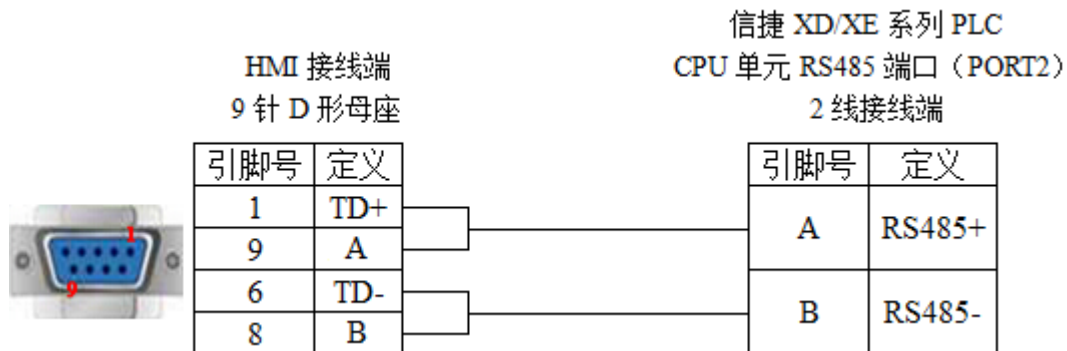 信捷 XD/XE 系列 PLC
HMI 接线端
CPU 单元 RS485 端口（PORT2）
9 针 D 形母座
2 线接线端
引脚号 定义
1 TD+
9 A
6 TD-
8 B
引脚号 定义
A RS485+
B RS485-
1
9